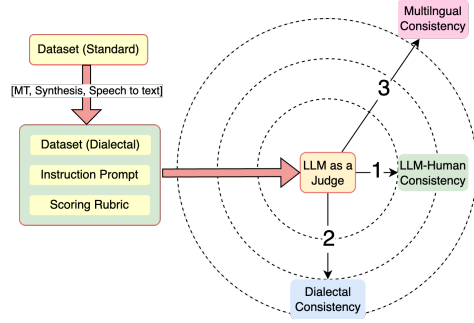 Dataset (Standard)
[MT, Synthesis, Speech to text]
Dataset (Dialectal)
Instruction Prompt
Scoring Rubric
LLM as a
Judge
1
LLM-Human
Consistency
2
Dialectal
Consistency
3
Multilingual
Consistency